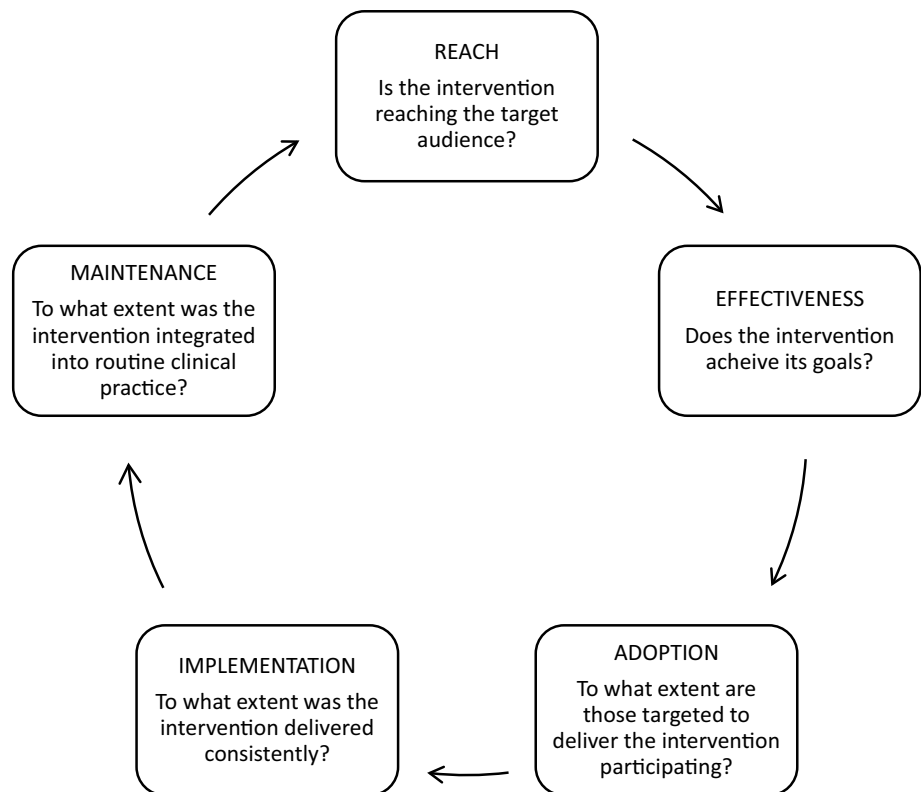 REACH
Is the intervention
reaching the target
audience?
EFFECTIVENESS
Does the intervention
acheive its goals?
ADOPTION
To what extent are
those targeted to
deliver the intervention
participating?
IMPLEMENTATION
To what extent was the
intervention delivered
consistently?
MAINTENANCE
To what extent was the
intervention integrated
into routine clinical
practice?